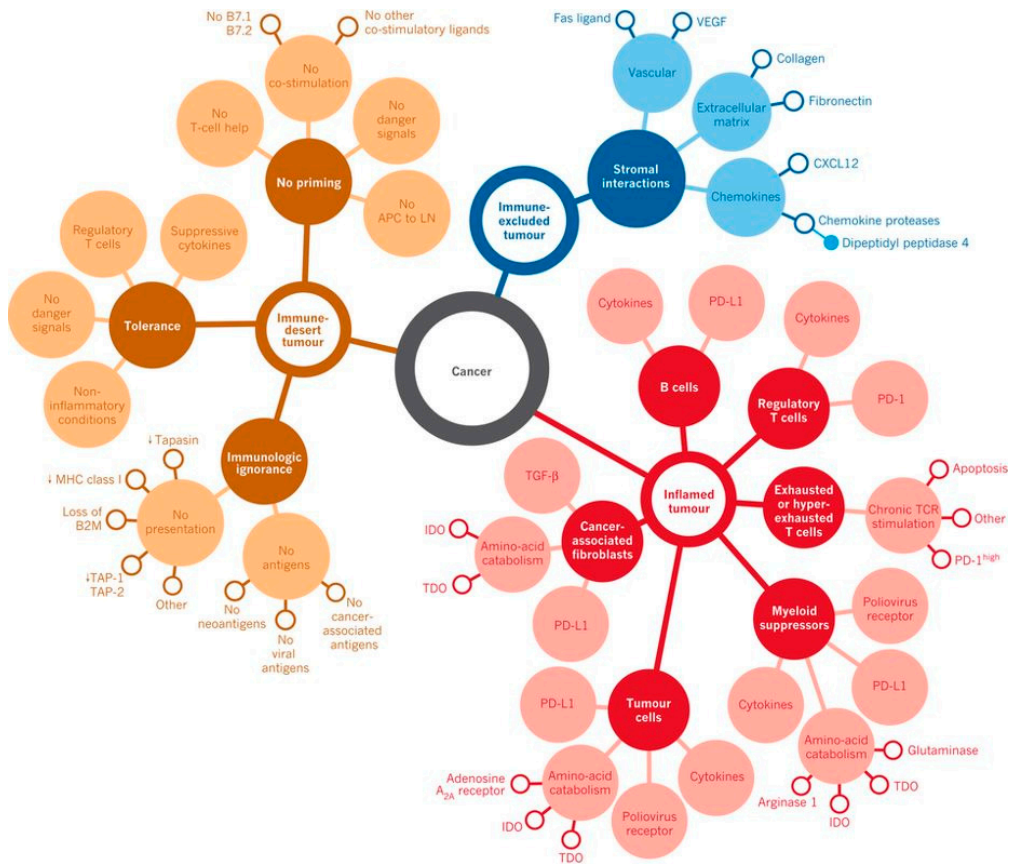 No B7.1
B7.2
No other
co-stimulatory ligands
No
co-stimulation
No
T-cell help
No
danger
signals
No priming
No
APC to LN
Regulatory
T cells
Suppressive
cytokines
No
danger
signals
Tolerance
Non-
inflammatory
conditions
Immune-
desert
tumour
Immunologic
ignorance
↓Tapasin
↓ MHC class I
Loss of
B2M
No
presentation
↓TAP-1
TAP-2
Other
No
antigens
No
neoantigens
No
viral
antigens
No
cancer-
associated
antigens
Cancer
Immune-
excluded
tumour
Stromal
interactions
Fas ligand
VEGF
Vascular
Collagen
Extracellular
matrix
Fibronectin
CXCL12
Chemokines
Chemokine proteases
Dipeptidyl peptidase 4
Inflamed
tumour
Cytokines
PD-L1
B cells
Cytokines
Regulatory
T cells
PD-1
Exhausted
or hyper-
exhausted
T cells
Chronic TCR
stimulation
Apoptosis
Other
PD-1high
Myeloid
suppressors
Poliovirus
receptor
PD-L1
Cytokines
Amino-acid
catabolism
Glutaminase
TDO
IDO
Arginase 1
TGF-β
Cancer-
associated
fibroblasts
IDO
Amino-acid
catabolism
TDO
PD-L1
Tumour
cells
PD-L1
Amino-acid
catabolism
Adenosine
A2A receptor
IDO
TDO
Poliovirus
receptor
Cytokines